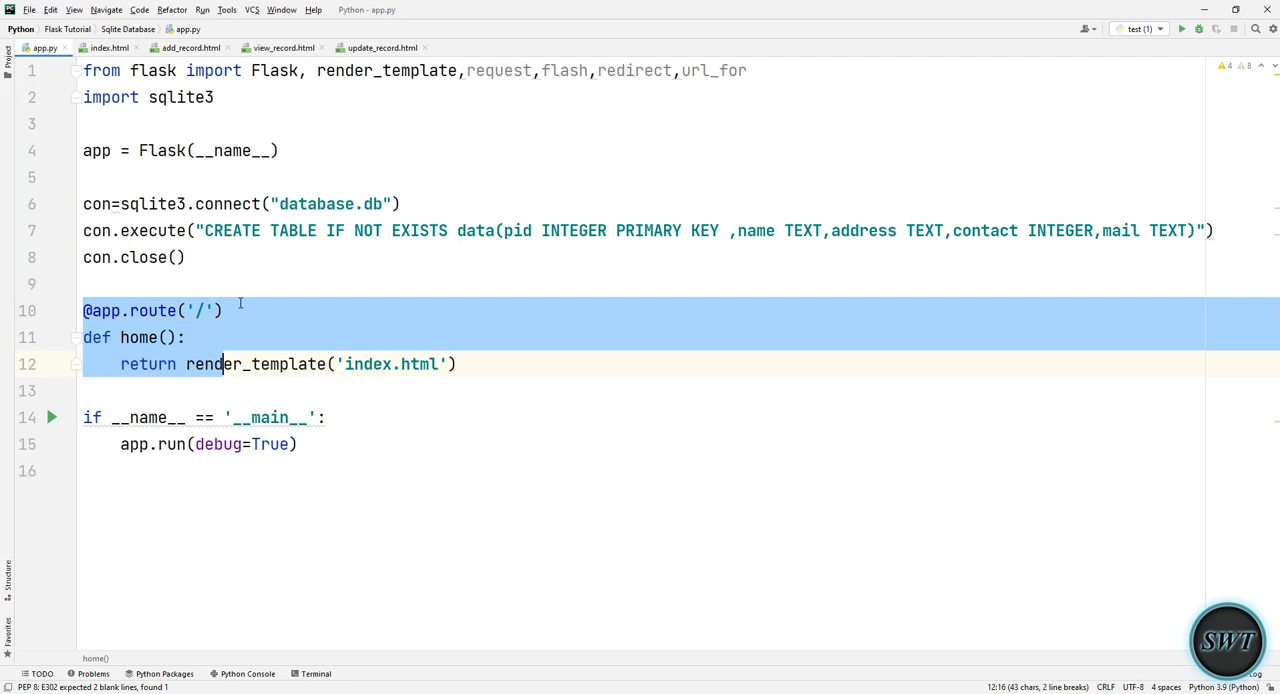 PC File Edit View Navigate Code Refactor Run Tools VCS Window Help Python - app.py
Python Flask Tutorial Sqlite Database app.py test (1)
app.py index.html add_record.html view_record.html update_record.html
Project
1 from flask import Flask, render_template,request,flash,redirect,url_for 4 8
2 import sqlite3
3
4 app = Flask(__name__)
5
6 con=sqlite3.connect("database.db")
7 con.execute("CREATE TABLE IF NOT EXISTS data(pid INTEGER PRIMARY KEY ,name TEXT,address TEXT,contact INTEGER,mail TEXT)")
8 con.close()
9
10 @app.route('/')
11 def home():
12 return render_template('index.html')
13
14 if __name__ == '__main__':
15 app.run(debug=True)
16
Structure
Favorites
SWT
home()
TODO Problems Python Packages Python Console Terminal Log
PEP 8: E302 expected 2 blank lines, found 1 12:16 (43 chars, 2 line breaks) CRLF UTF-8 4 spaces Python 3.9 (Python)